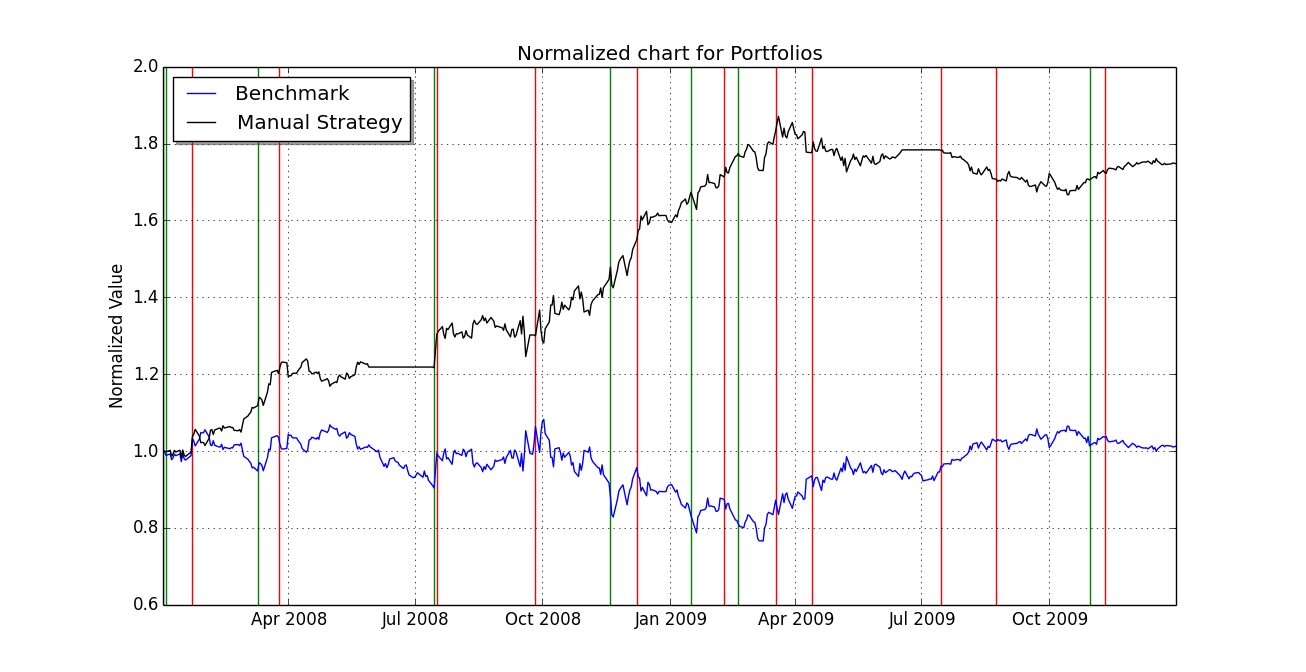 Normalized chart for Portfolios
2.0
Benchmark
Manual Strategy
1.8
1.6
1.4
1.2
1.0
0.8
0.6
Normalized Value
Apr 2008 Jul 2008 Oct 2008 Jan 2009 Apr 2009 Jul 2009 Oct 2009